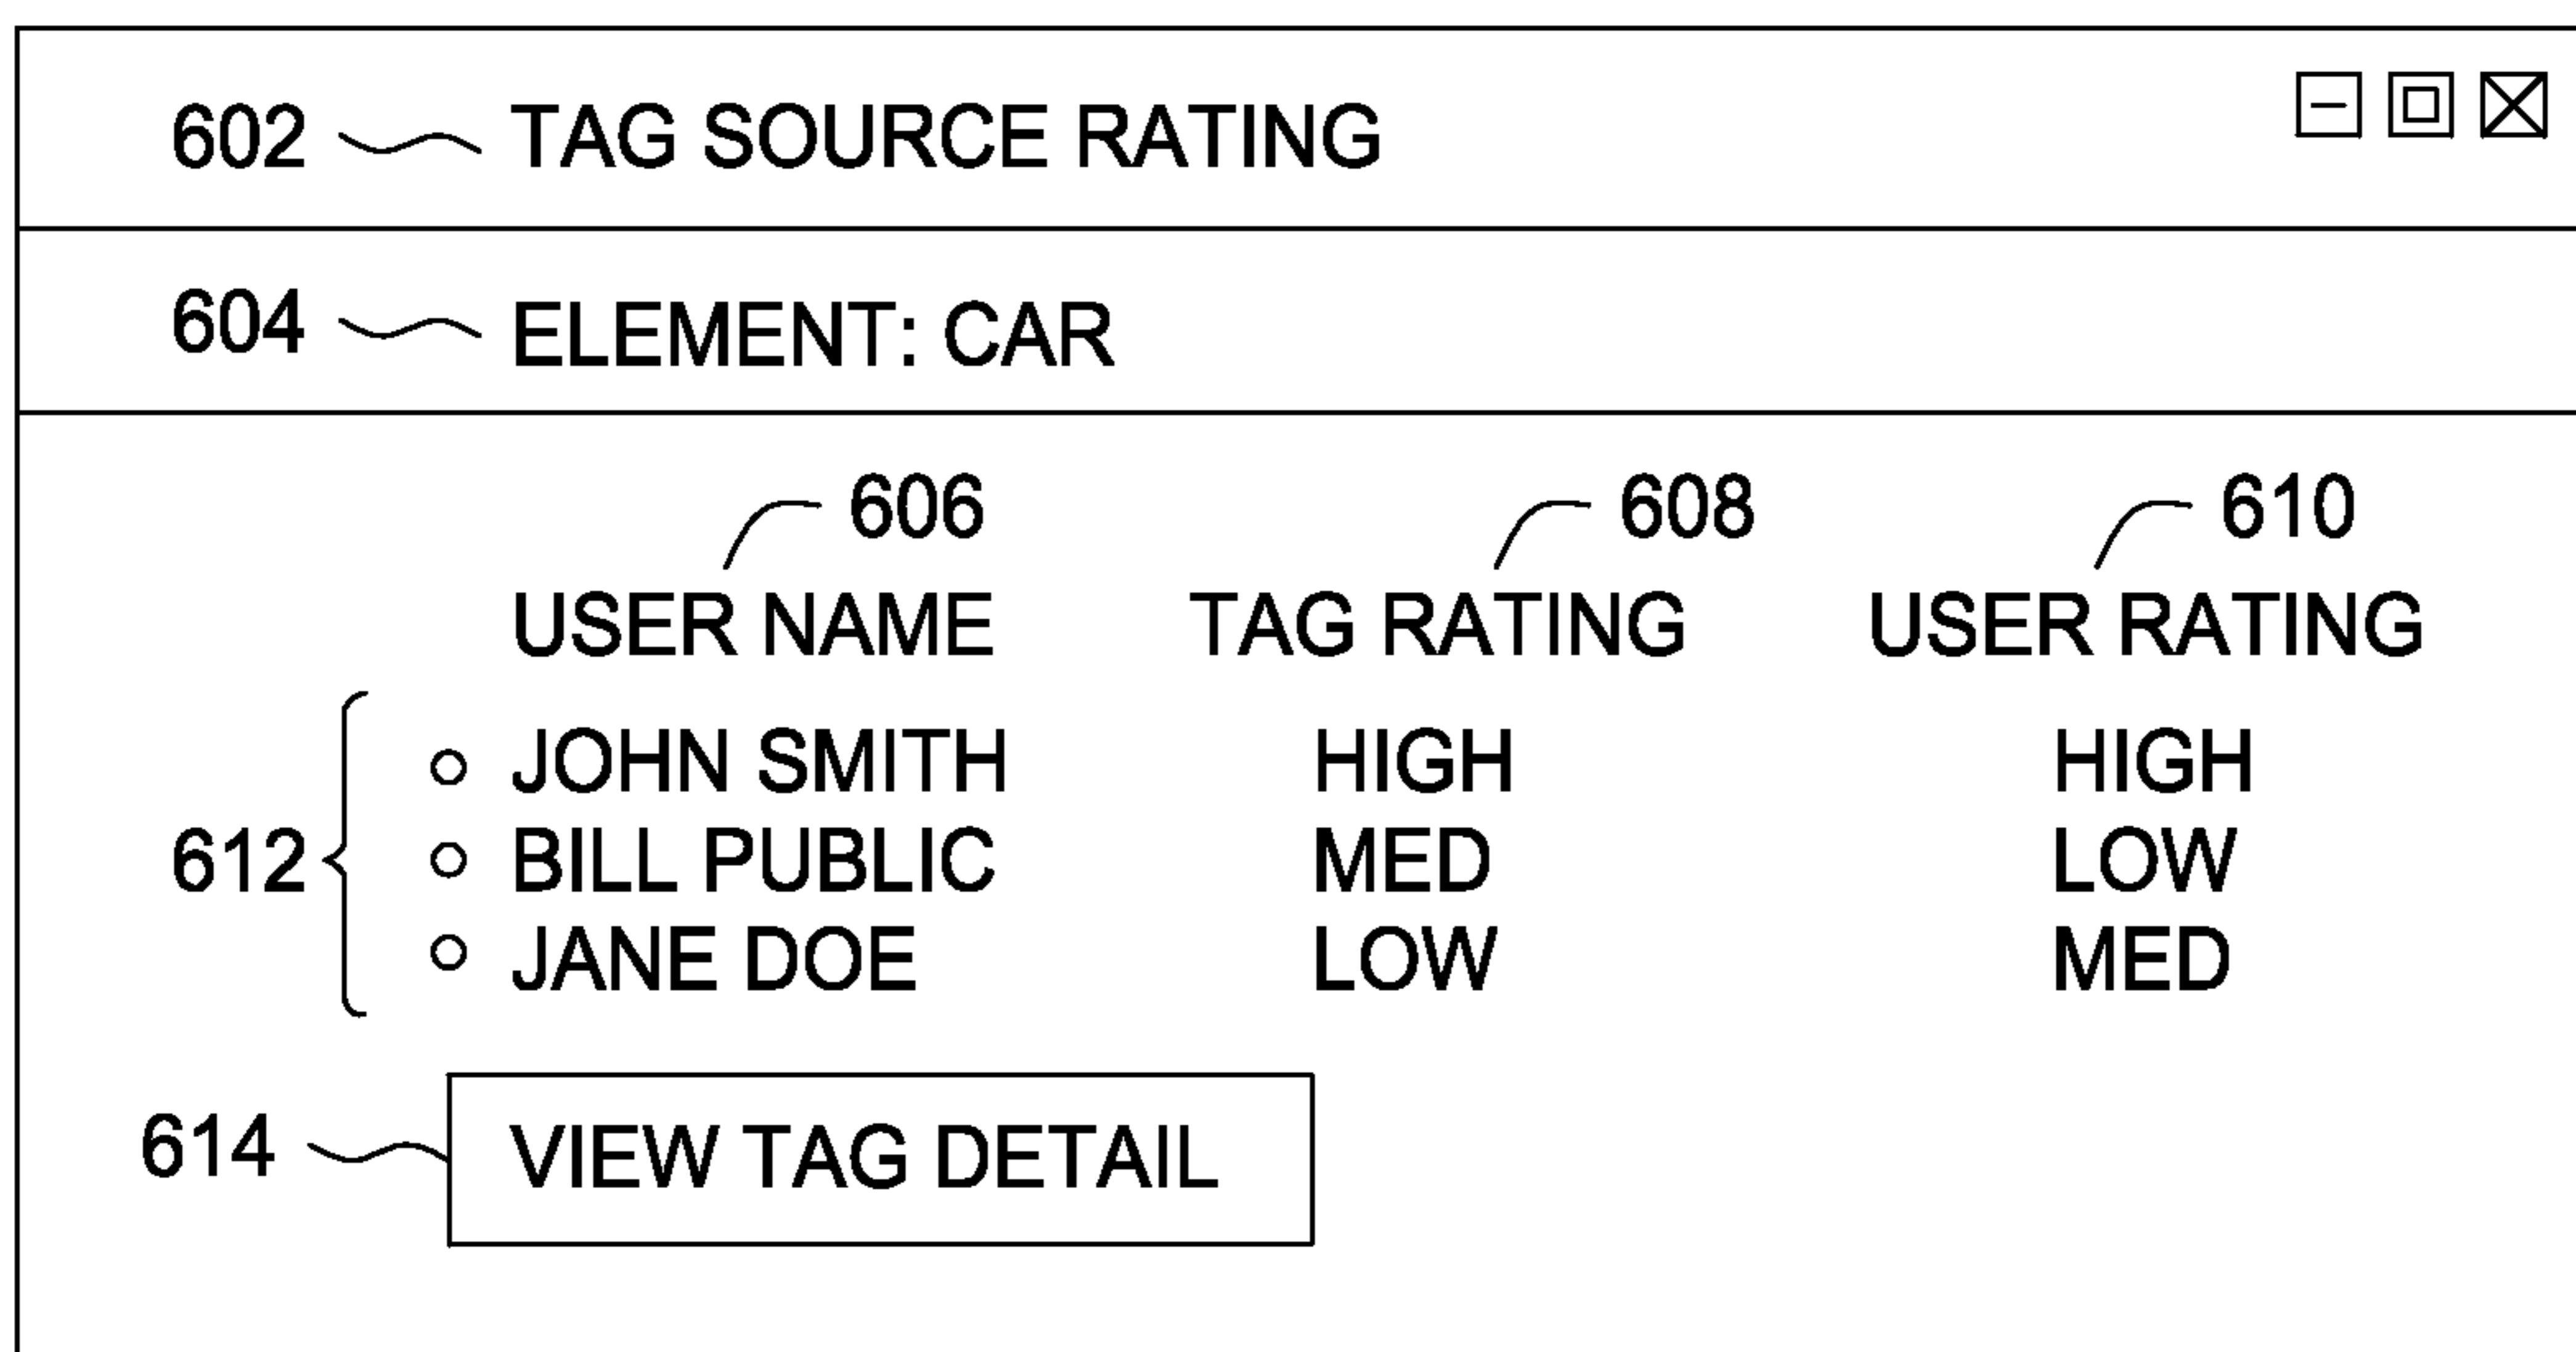 602 TAG SOURCE RATING
604 ELEMENT: CAR
606 608 610
USER NAME TAG RATING USER RATING
JOHN SMITH HIGH HIGH
612 BILL PUBLIC MED LOW
JANE DOE LOW MED
614 VIEW TAG DETAIL